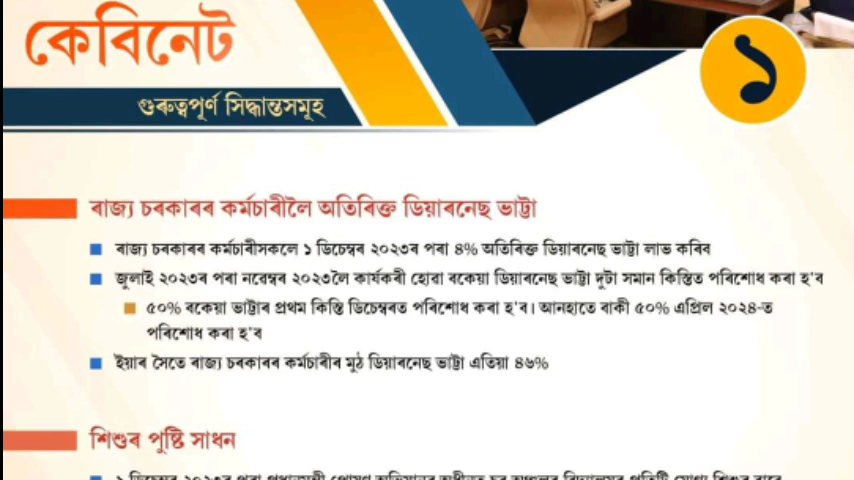 কেবিনেট
গুৰুত্বপূৰ্ণ সিদ্ধান্তসমূহ
১
ৰাজ্য চৰকাৰৰ কৰ্মচাৰীলৈ অতিৰিক্ত ডিয়াৰনেছ ভাট্টা
ৰাজ্য চৰকাৰৰ কৰ্মচাৰীসকলে ১ ডিচেম্বৰ ২০২৩ৰ পৰা ৪% অতিৰিক্ত ডিয়াৰনেছ ভাট্টা লাভ কৰিব
জুলাই ২০২৩ৰ পৰা নৱেম্বৰ ২০২৩লৈ কাৰ্যকৰী হোৱা বকেয়া ডিয়াৰনেছ ভাট্টা দুটা সমান কিস্তিত পৰিশোধ কৰা হ'ব
৫০% বকেয়া ভাট্টাৰ প্ৰথম কিস্তি ডিচেম্বৰত পৰিশোধ কৰা হ'ব। আনহাতে বাকী ৫০% এপ্ৰিল ২০২৪-ত
পৰিশোধ কৰা হ'ব
ইয়াৰ সৈতে ৰাজ্য চৰকাৰৰ কৰ্মচাৰীৰ মুঠ ডিয়াৰনেছ ভাট্টা এতিয়া ৪৬%
শিশুৰ পুষ্টি সাধন